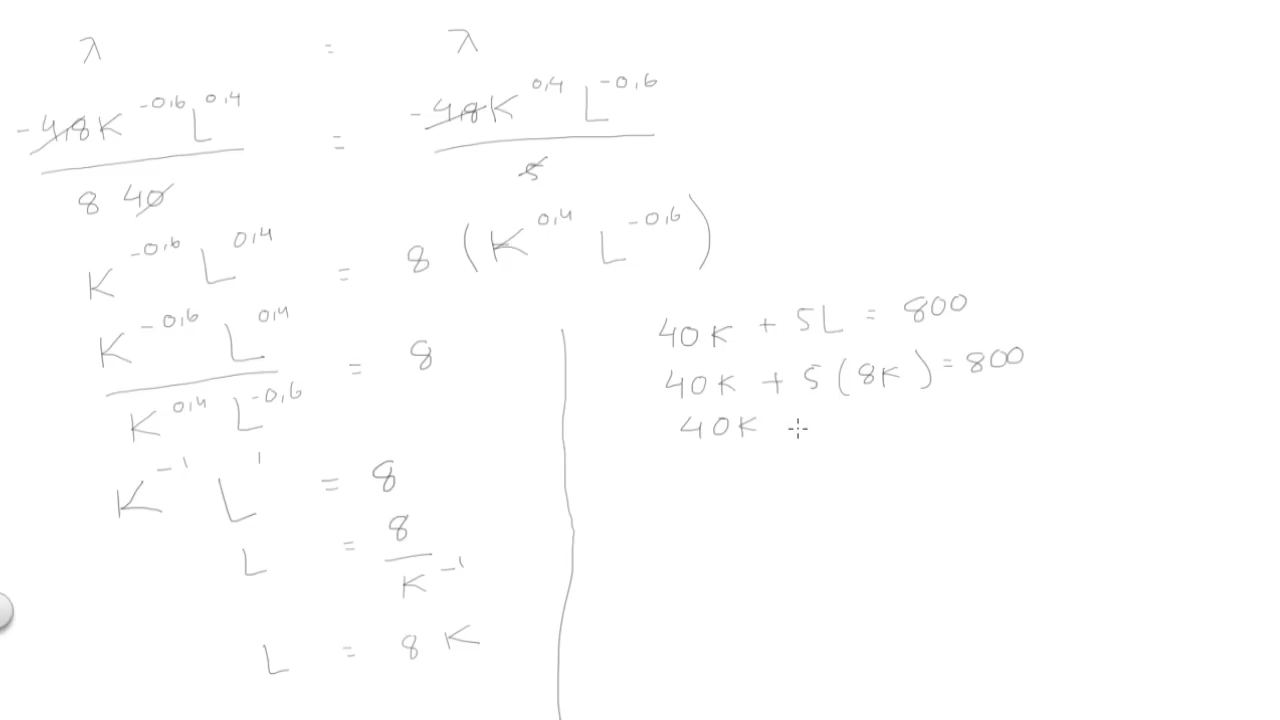 λ = λ
-4,8K^-0,6 L^0,4 / 8 40 = -4,8K^0,4 L^-0,6 / 5
K^-0,6 L^0,4 = 8 (K^0,4 L^-0,6)
K^-0,6 L^0,4 / K^0,4 L^-0,6 = 8
K^-1 L^1 = 8
L = 8 / K^-1
L = 8 K
40K + 5L = 800
40K + 5(8K) = 800
40K +